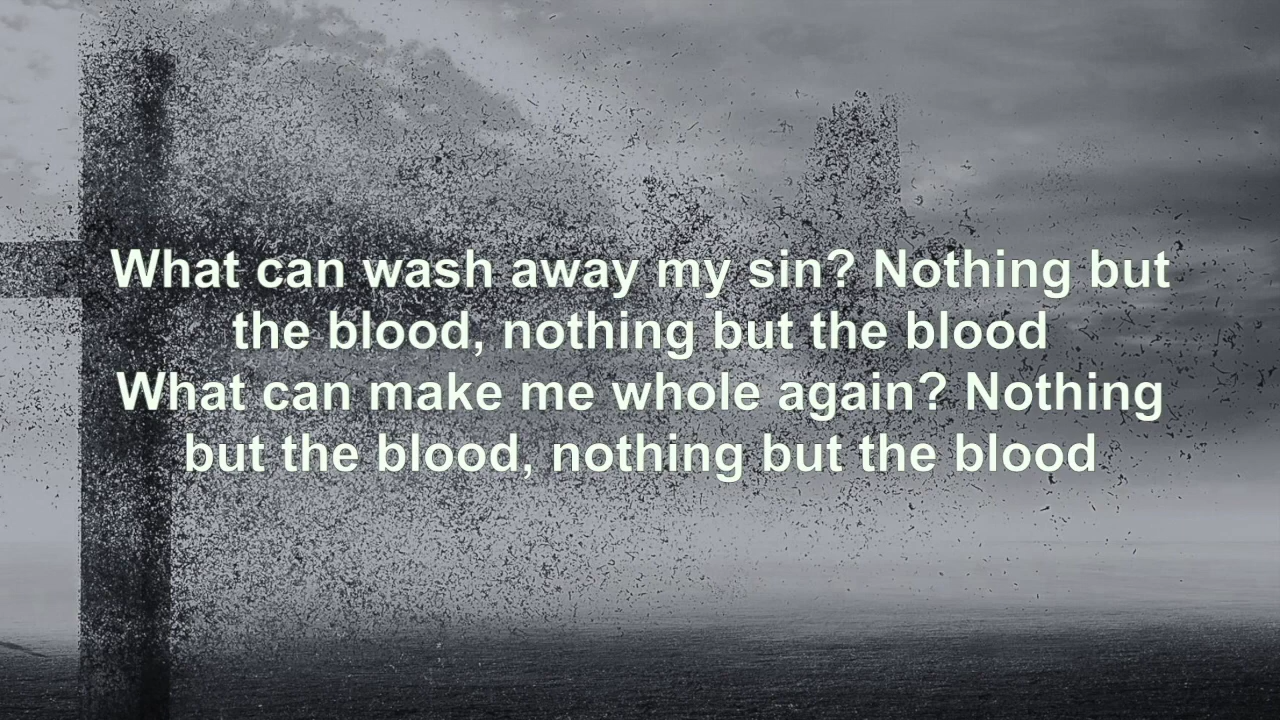 What can wash away my sin? Nothing but
the blood, nothing but the blood
What can make me whole again? Nothing
but the blood, nothing but the blood